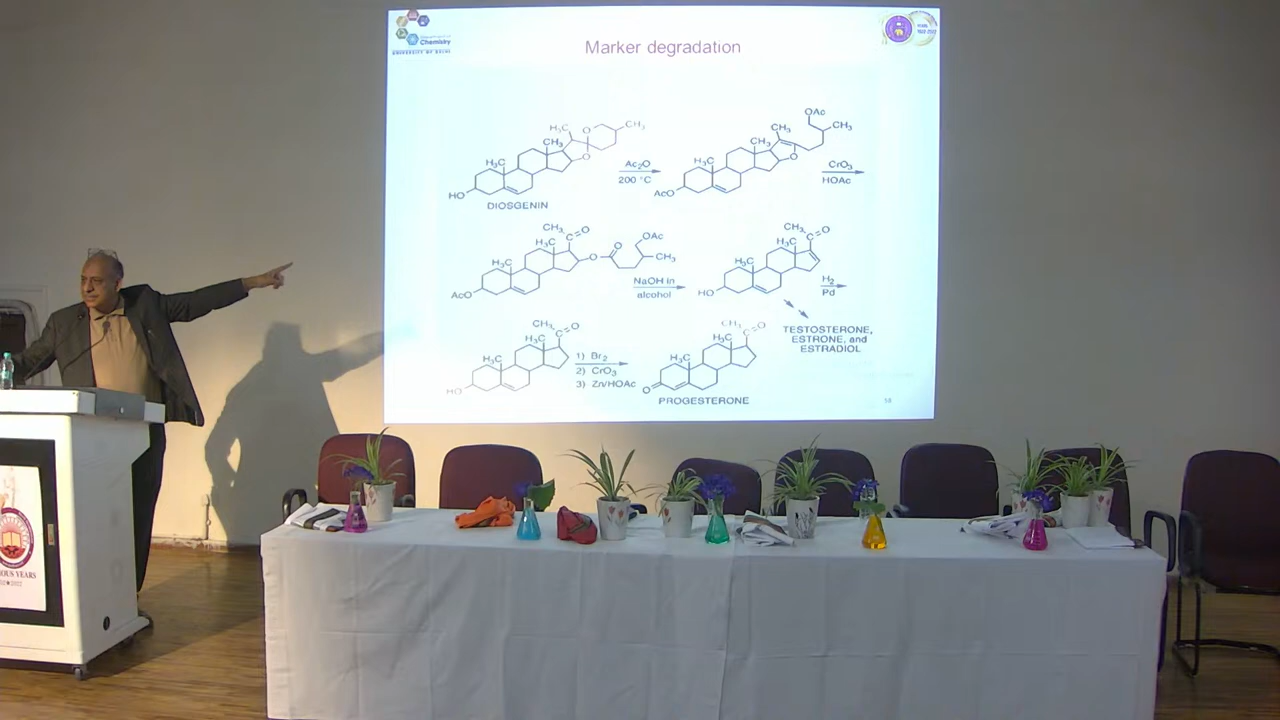 Department of
Chemistry
UNIVERSITY OF DELHI
Marker degradation
H₃C
O
CH₃
CH₃
H₃C
O
HO
DIOSGENIN
Ac₂O
200 °C
OAc
CH₃
CH₃
CH₃
H₃C
O
AcO
CrO₃
HOAc
CH₃
C=O
H₃C
H₃C
O
O
OAc
CH₃
AcO
NaOH in
alcohol
CH₃
C=O
H₃C
H₃C
HO
H₂
Pd
TESTOSTERONE,
ESTRONE, and
ESTRADIOL
CH₃
C=O
H₃C
H₃C
HO
1) Br₂
2) CrO₃
3) Zn/HOAc
CH₃
C=O
H₃C
H₃C
O
PROGESTERONE